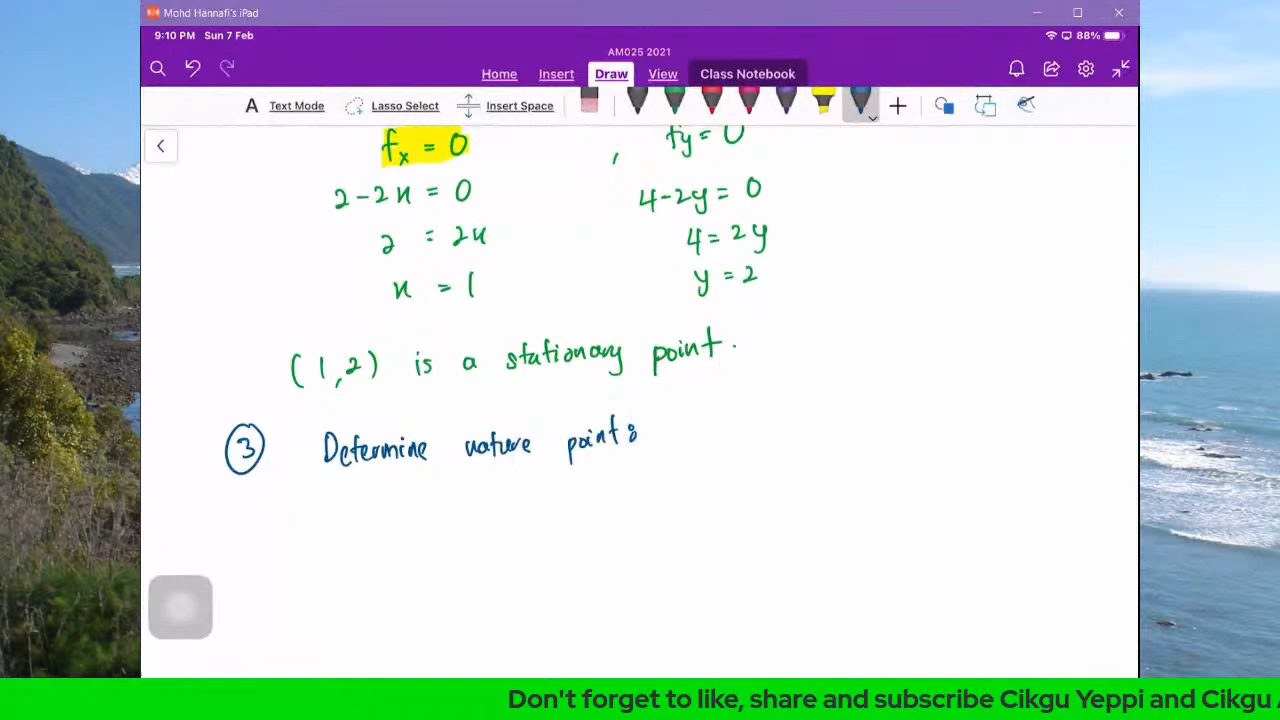 Mohd Hannafi's iPad
9:10 PM Sun 7 Feb
88%
AM025 2021
Home Insert Draw View Class Notebook
A Text Mode Lasso Select Insert Space
fx = 0 , fy = 0
2 - 2x = 0 4 - 2y = 0
2 = 2x 4 = 2y
x = 1 y = 2
(1,2) is a stationary point.
3 Determine nature point :
Don't forget to like, share and subscribe Cikgu Yeppi and Cikgu